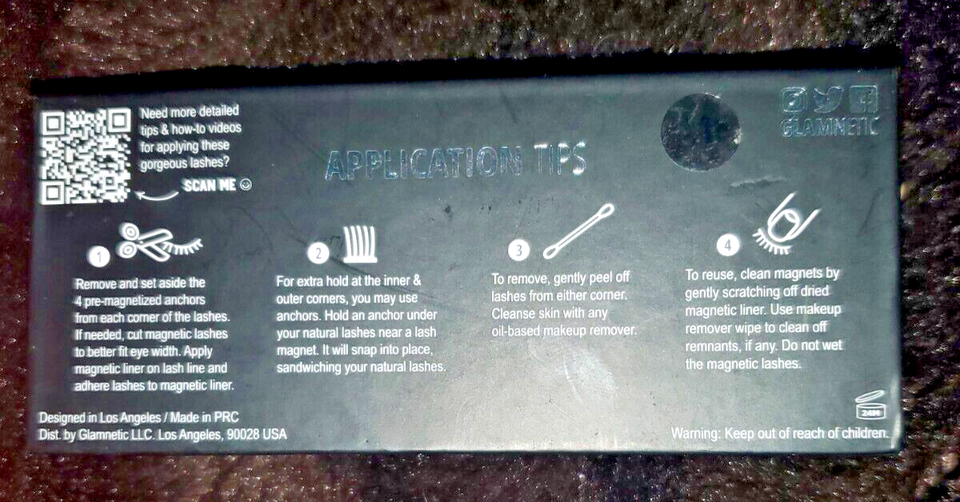 Need more detailed
tips & how-to videos
for applying these
gorgeous lashes?
SCAN ME
APPLICATION TIPS
GLAMNETIC
1
Remove and set aside the
4 pre-magnetized anchors
from each corner of the lashes.
If needed, cut magnetic lashes
to better fit eye width. Apply
magnetic liner on lash line and
adhere lashes to magnetic liner.
2
For extra hold at the inner &
outer corners, you may use
anchors. Hold an anchor under
your natural lashes near a lash
magnet. It will snap into place,
sandwiching your natural lashes.
3
To remove, gently peel off
lashes from either corner.
Cleanse skin with any
oil-based makeup remover.
4
To reuse, clean magnets by
gently scratching off dried
magnetic liner. Use makeup
remover wipe to clean off
remnants, if any. Do not wet
the magnetic lashes.
Designed in Los Angeles / Made in PRC
Dist. by Glamnetic LLC. Los Angeles, 90028 USA
24M
Warning: Keep out of reach of children.